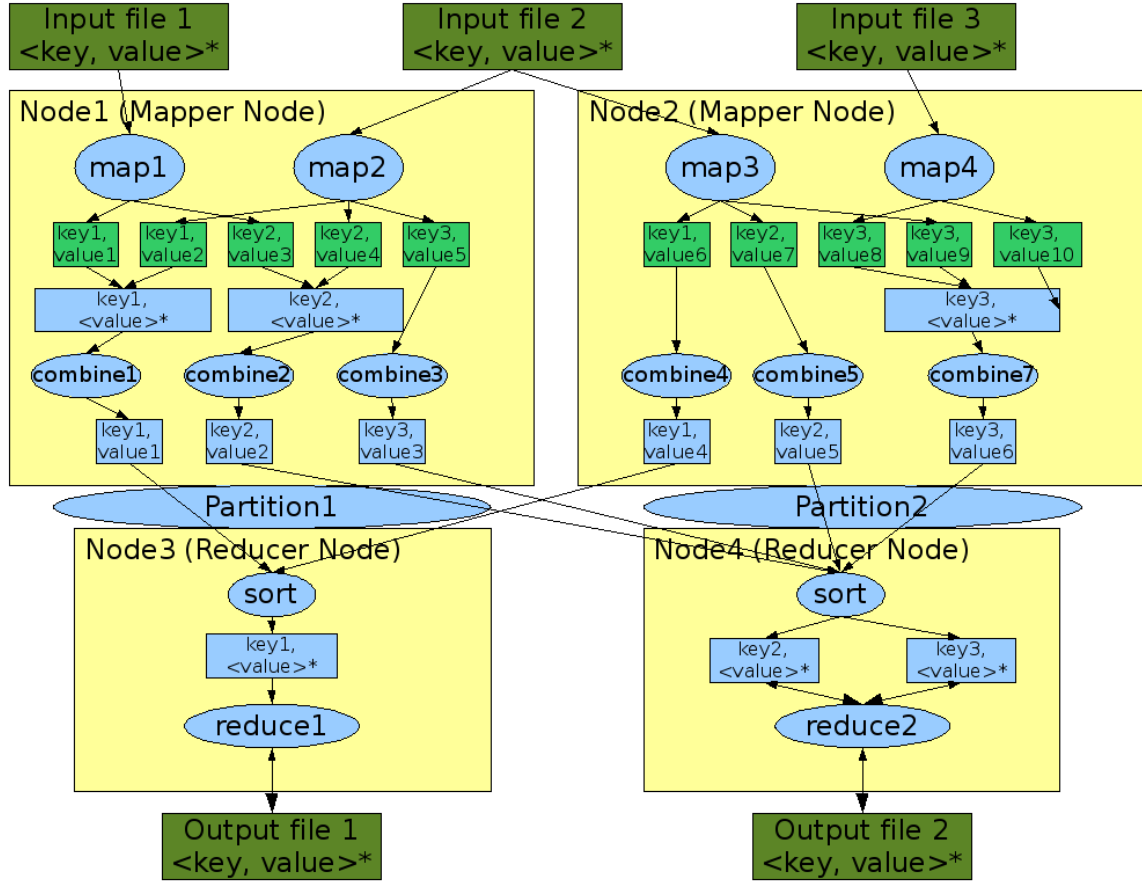 Input file 1
<key, value>*
Input file 2
<key, value>*
Input file 3
<key, value>*
Node1 (Mapper Node)
map1
map2
key1,
value1
key1,
value2
key2,
value3
key2,
value4
key3,
value5
key1,
<value>*
key2,
<value>*
combine1
combine2
combine3
key1,
value1
key2,
value2
key3,
value3
Node2 (Mapper Node)
map3
map4
key1,
value6
key2,
value7
key3,
value8
key3,
value9
key3,
value10
key3,
<value>*
combine4
combine5
combine7
key1,
value4
key2,
value5
key3,
value6
Partition1
Partition2
Node3 (Reducer Node)
sort
key1,
<value>*
reduce1
Node4 (Reducer Node)
sort
key2,
<value>*
key3,
<value>*
reduce2
Output file 1
<key, value>*
Output file 2
<key, value>*